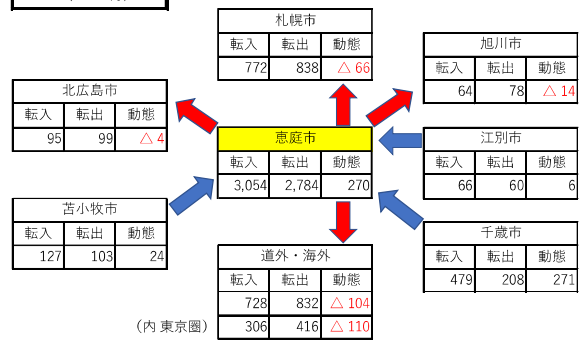 札幌市
転入 転出 動態
772 838 △ 66
旭川市
転入 転出 動態
64 78 △ 14
北広島市
転入 転出 動態
95 99 △ 4
恵庭市
転入 転出 動態
3,054 2,784 270
江別市
転入 転出 動態
66 60 6
苫小牧市
転入 転出 動態
127 103 24
千歳市
転入 転出 動態
479 208 271
道外・海外
転入 転出 動態
728 832 △ 104
(内 東京圏) 306 416 △ 110